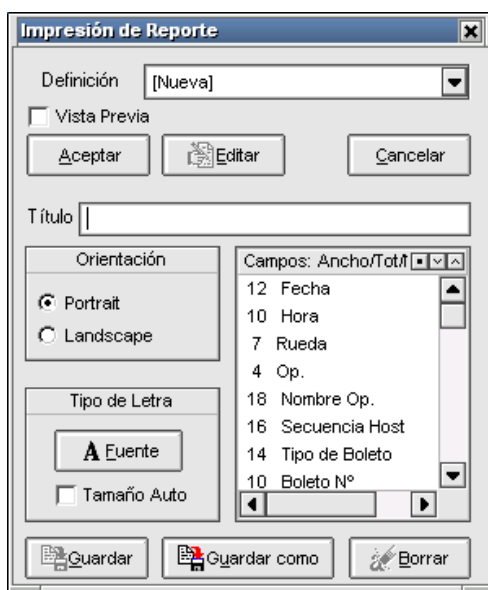 Impresión de Reporte
Definición [Nueva]
Vista Previa
Aceptar Editar Cancelar
Título
Orientación
Portrait
Landscape
Tipo de Letra
A Fuente
Tamaño Auto
Campos: Ancho/Tot/
12 Fecha
10 Hora
7 Rueda
4 Op.
18 Nombre Op.
16 Secuencia Host
14 Tipo de Boleto
10 Boleto Nº
Guardar Guardar como Borrar